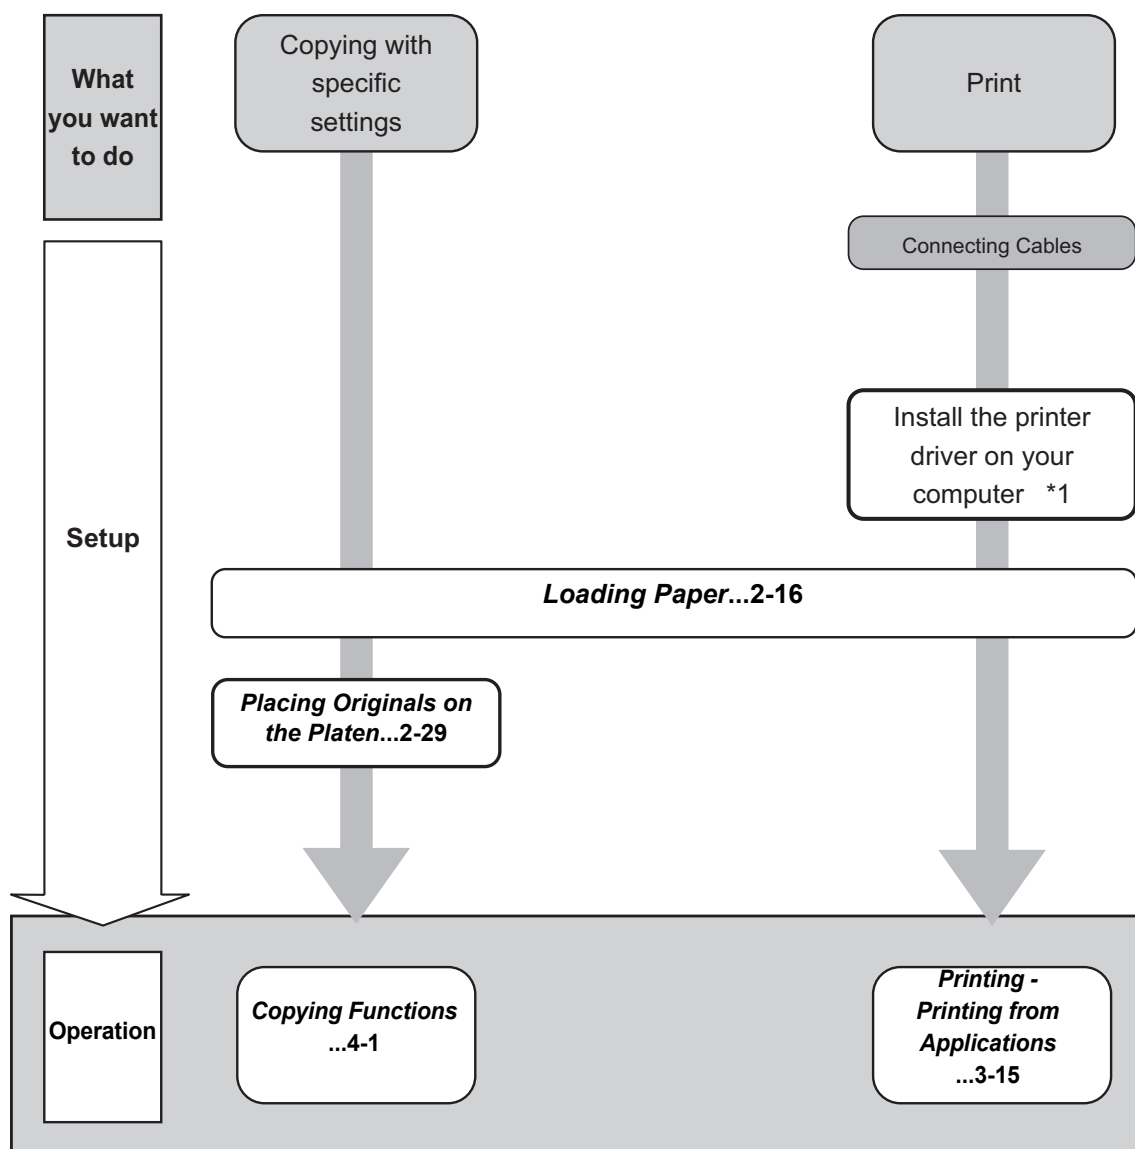 What
you want
to do
Copying with
specific
settings
Print
Connecting Cables
Install the printer
driver on your
computer *1
Setup
Loading Paper...2-16
Placing Originals on
the Platen...2-29
Operation
Copying Functions
...4-1
Printing -
Printing from
Applications
...3-15